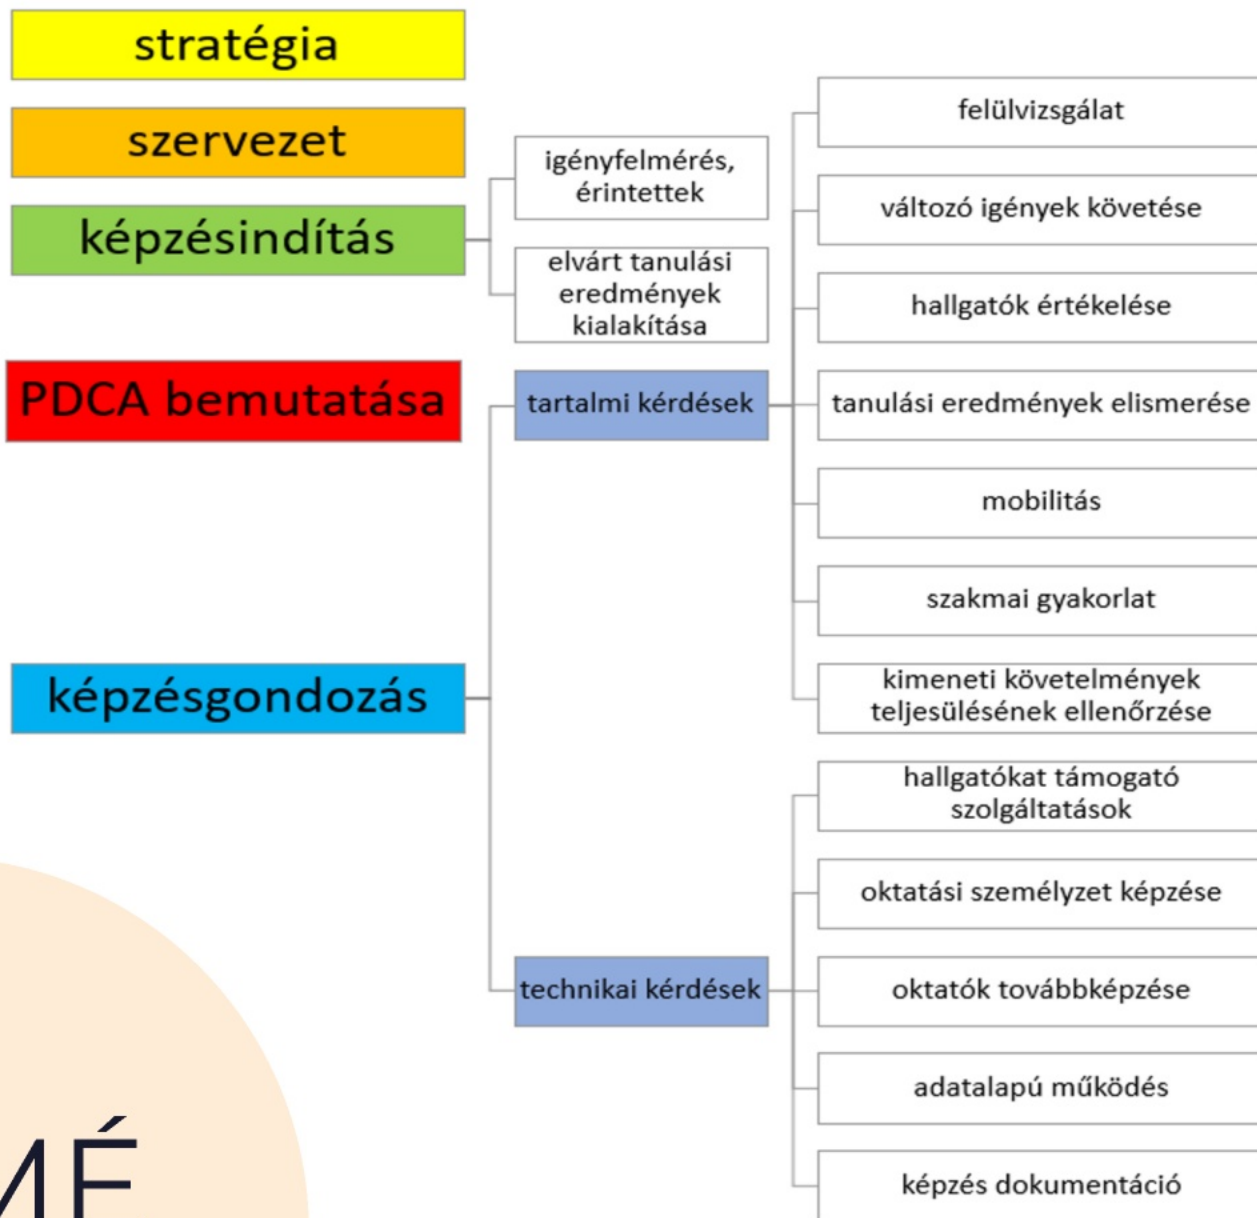 stratégia
szervezet
képzésindítás
igényfelmérés,
érintettek
elvárt tanulási
eredmények
kialakítása
PDCA bemutatása
képzésgondozás
tartalmi kérdések
felülvizsgálat
változó igények követése
hallgatók értékelése
tanulási eredmények elismerése
mobilitás
szakmai gyakorlat
kimeneti követelmények
teljesülésének ellenőrzése
technikai kérdések
hallgatókat támogató
szolgáltatások
oktatási személyzet képzése
oktatók továbbképzése
adatalapú működés
képzés dokumentáció
MÉ